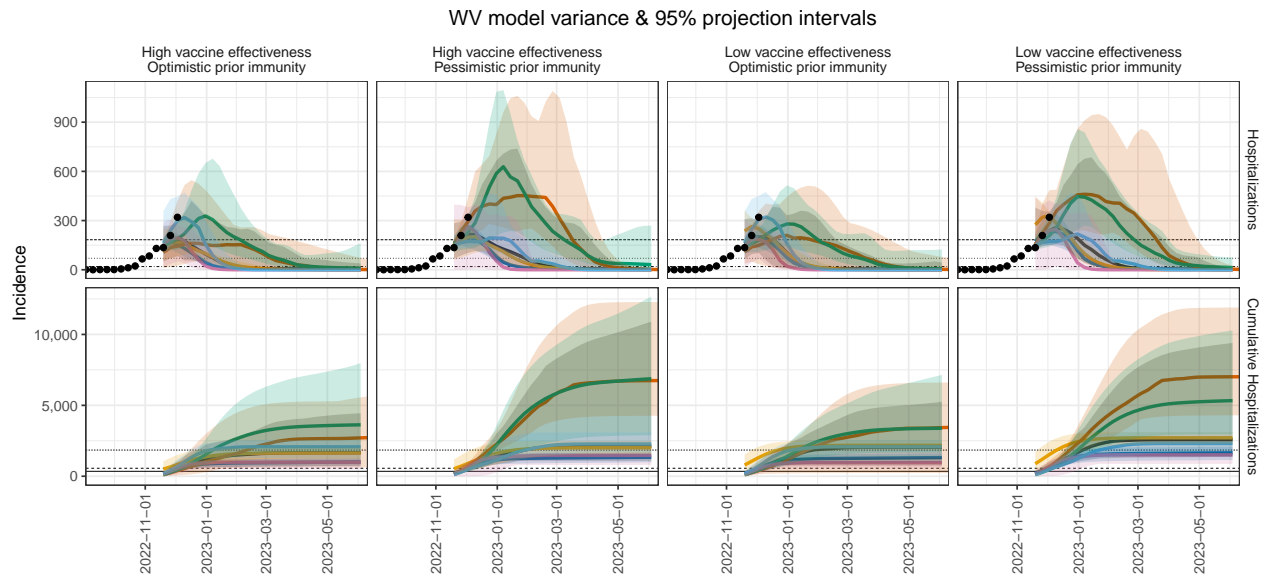 WV model variance & 95% projection intervals
High vaccine effectiveness
Optimistic prior immunity
High vaccine effectiveness
Pessimistic prior immunity
Low vaccine effectiveness
Optimistic prior immunity
Low vaccine effectiveness
Pessimistic prior immunity
Incidence
900
600
300
0
Hospitalizations
10,000
5,000
0
Cumulative Hospitalizations
2022−11−01
2023−01−01
2023−03−01
2023−05−01
2022−11−01
2023−01−01
2023−03−01
2023−05−01
2022−11−01
2023−01−01
2023−03−01
2023−05−01
2022−11−01
2023−01−01
2023−03−01
2023−05−01